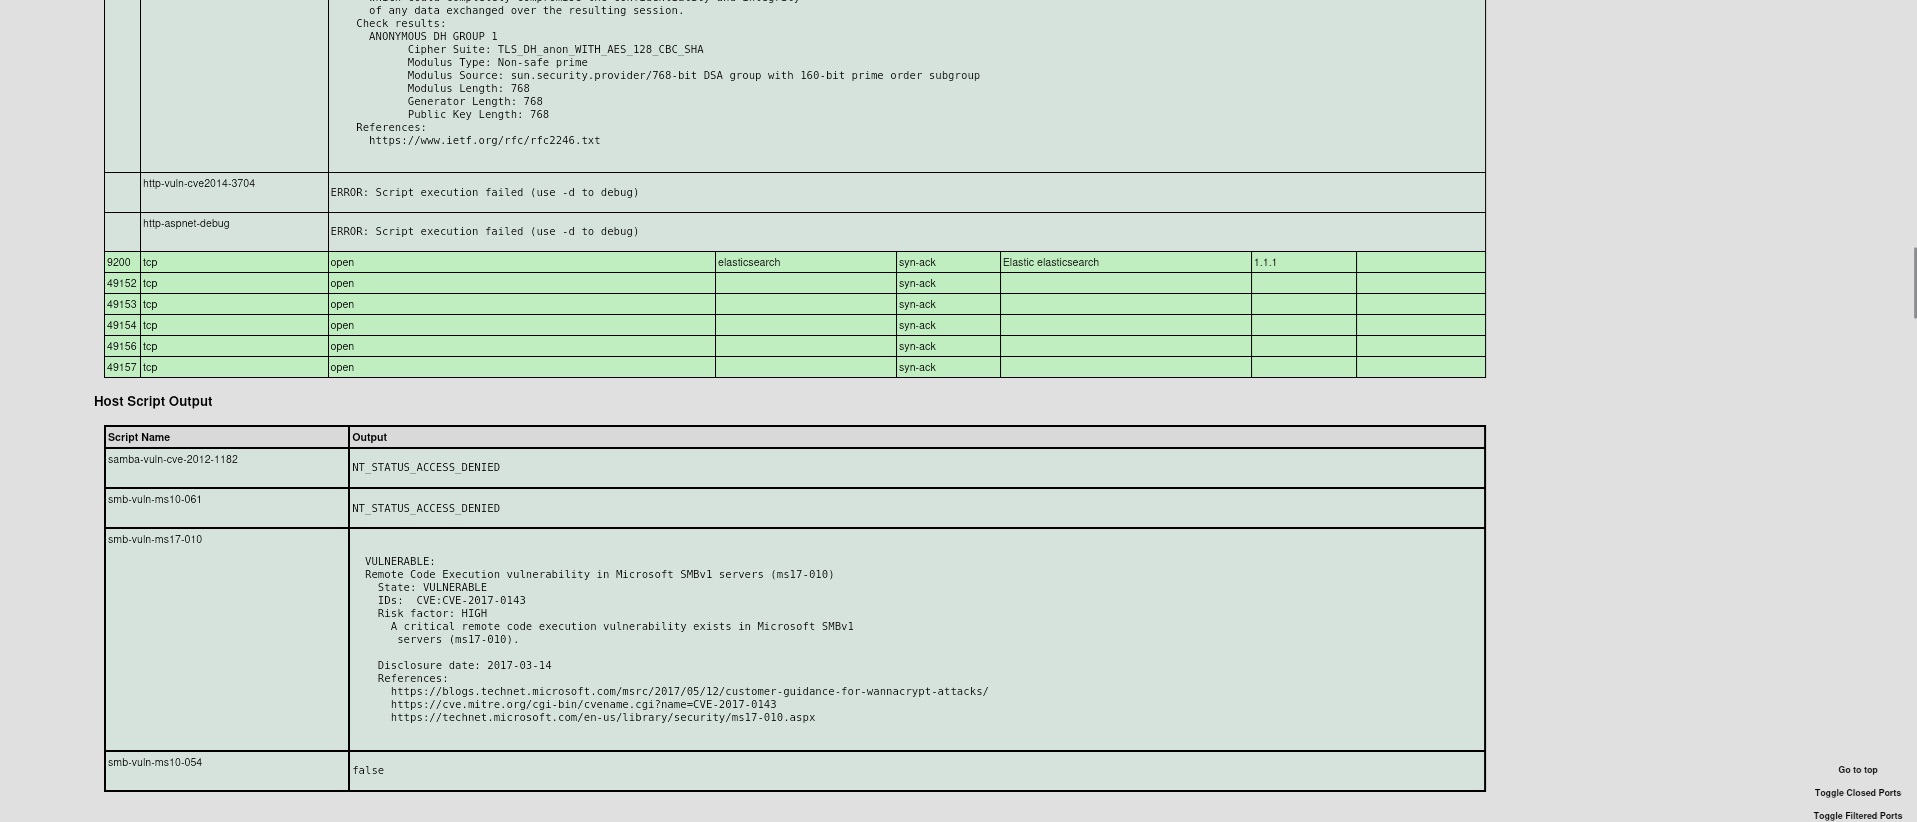 of any data exchanged over the resulting session.
Check results:
ANONYMOUS DH GROUP 1
Cipher Suite: TLS_DH_anon_WITH_AES_128_CBC_SHA
Modulus Type: Non-safe prime
Modulus Source: sun.security.provider/768-bit DSA group with 160-bit prime order subgroup
Modulus Length: 768
Generator Length: 768
Public Key Length: 768
References:
https://www.ietf.org/rfc/rfc2246.txt
http-vuln-cve2014-3704
ERROR: Script execution failed (use -d to debug)
http-aspnet-debug
ERROR: Script execution failed (use -d to debug)
9200 tcp open elasticsearch syn-ack Elastic elasticsearch 1.1.1
49152 tcp open syn-ack
49153 tcp open syn-ack
49154 tcp open syn-ack
49156 tcp open syn-ack
49157 tcp open syn-ack
Host Script Output
Script Name Output
samba-vuln-cve-2012-1182
NT_STATUS_ACCESS_DENIED
smb-vuln-ms10-061
NT_STATUS_ACCESS_DENIED
smb-vuln-ms17-010
VULNERABLE:
Remote Code Execution vulnerability in Microsoft SMBv1 servers (ms17-010)
State: VULNERABLE
IDs:  CVE:CVE-2017-0143
Risk factor: HIGH
A critical remote code execution vulnerability exists in Microsoft SMBv1
servers (ms17-010).
Disclosure date: 2017-03-14
References:
https://blogs.technet.microsoft.com/msrc/2017/05/12/customer-guidance-for-wannacrypt-attacks/
https://cve.mitre.org/cgi-bin/cvename.cgi?name=CVE-2017-0143
https://technet.microsoft.com/en-us/library/security/ms17-010.aspx
smb-vuln-ms10-054
false
Go to top
Toggle Closed Ports
Toggle Filtered Ports